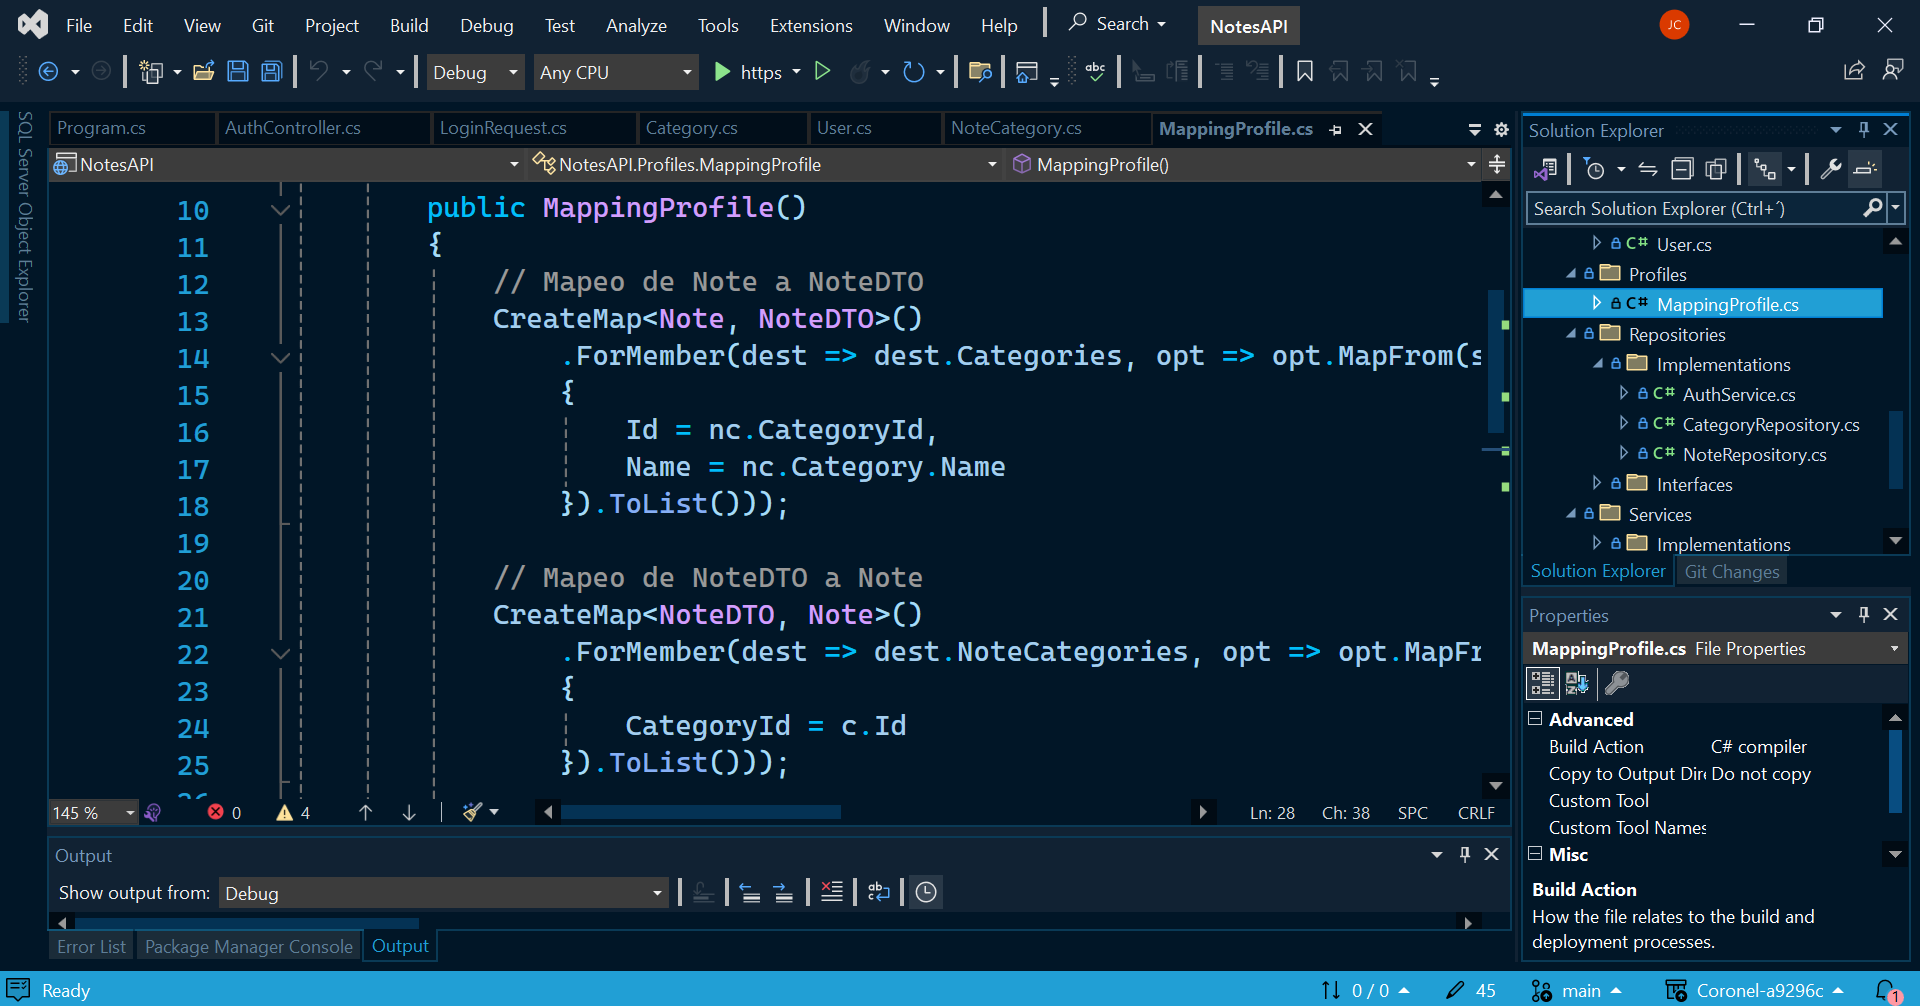 File Edit View Git Project Build Debug Test Analyze Tools Extensions Window Help Search NotesAPI JC
Debug Any CPU https abc
SQL Server Object Explorer
Program.cs AuthController.cs LoginRequest.cs Category.cs User.cs NoteCategory.cs MappingProfile.cs
NotesAPI NotesAPI.Profiles.MappingProfile MappingProfile()
10 public MappingProfile()
11 {
12 // Mapeo de Note a NoteDTO
13 CreateMap<Note, NoteDTO>()
14 .ForMember(dest => dest.Categories, opt => opt.MapFrom(s
15 {
16 Id = nc.CategoryId,
17 Name = nc.Category.Name
18 }).ToList()));
19
20 // Mapeo de NoteDTO a Note
21 CreateMap<NoteDTO, Note>()
22 .ForMember(dest => dest.NoteCategories, opt => opt.MapFr
23 {
24 CategoryId = c.Id
25 }).ToList()));
145 % 0 4 Ln: 28 Ch: 38 SPC CRLF
Output
Show output from: Debug
Error List Package Manager Console Output
Solution Explorer
Search Solution Explorer (Ctrl+´)
C# User.cs
Profiles
C# MappingProfile.cs
Repositories
Implementations
C# AuthService.cs
C# CategoryRepository.cs
C# NoteRepository.cs
Interfaces
Services
Implementations
Solution Explorer Git Changes
Properties
MappingProfile.cs File Properties
Advanced
Build Action C# compiler
Copy to Output Dir Do not copy
Custom Tool
Custom Tool Names
Misc
Build Action
How the file relates to the build and
deployment processes.
Ready 0 / 0 45 main Coronel-a9296c 1